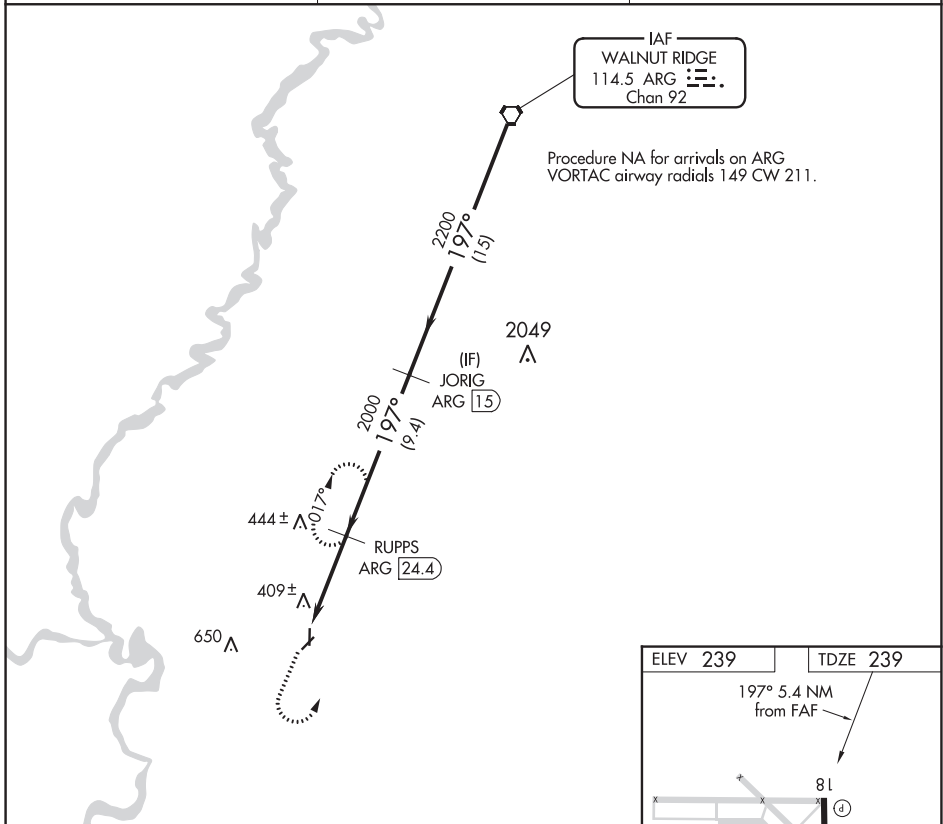 IAF
WALNUT RIDGE
114.5 ARG
Chan 92
Procedure NA for arrivals on ARG
VORTAC airway radials 149 CW 211.
2200
197°
(15)
2049
(IF)
JORIG
ARG 15
2000
197°
(9.4)
017°
444 ±
RUPPS
ARG 24.4
409 ±
650
ELEV 239
TDZE 239
197° 5.4 NM
from FAF
18
P
x
x
x
x